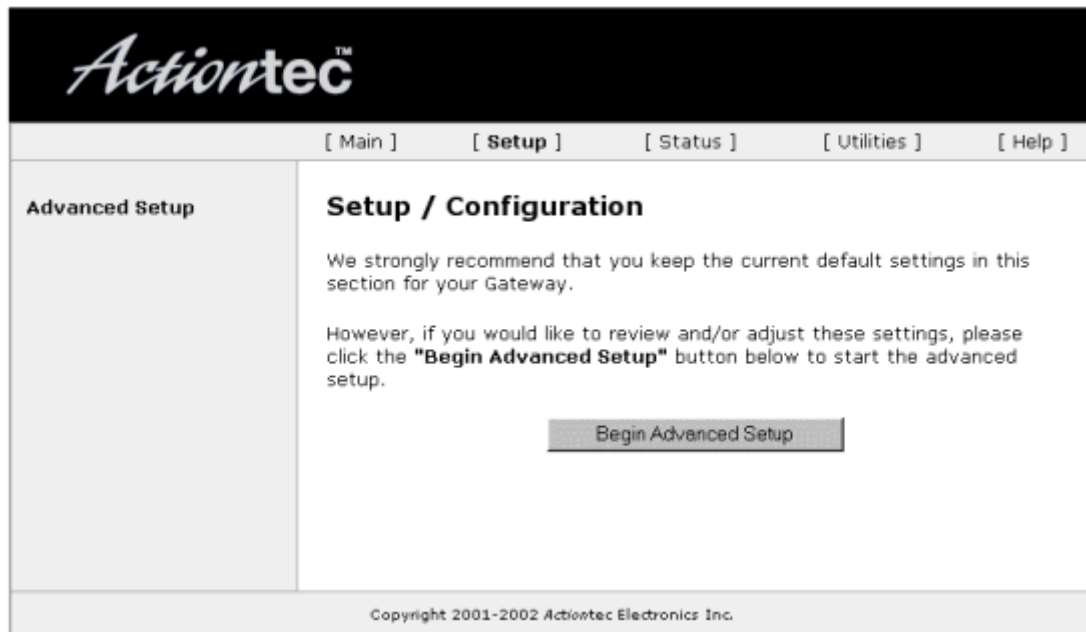 Actiontec™
[ Main ] [ Setup ] [ Status ] [ Utilities ] [ Help ]
Advanced Setup
Setup / Configuration
We strongly recommend that you keep the current default settings in this
section for your Gateway.
However, if you would like to review and/or adjust these settings, please
click the "Begin Advanced Setup" button below to start the advanced
setup.
Begin Advanced Setup
Copyright 2001-2002 Actiontec Electronics Inc.